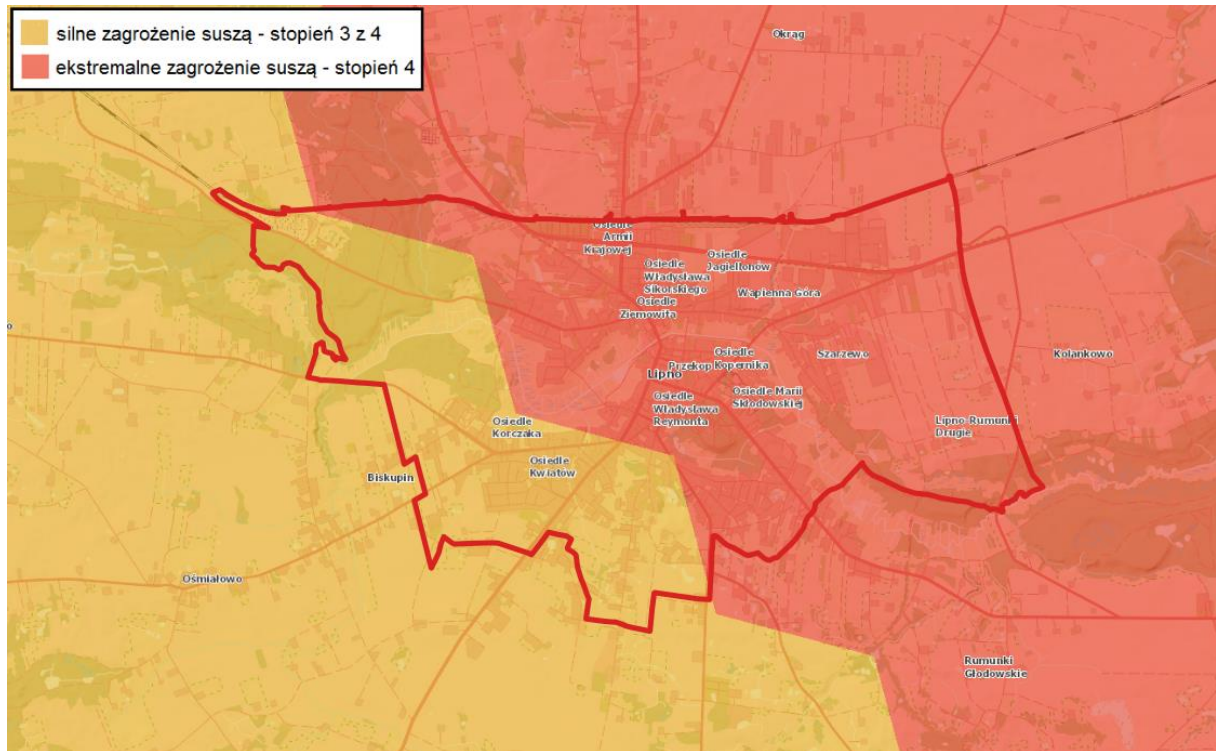 silne zagrożenie suszą - stopień 3 z 4
ekstremalne zagrożenie suszą - stopień 4
Okrąg
Osiedle
Armii
Krajowej
Osiedle
Jagiellonów
Osiedle
Władysława
Sikorskiego
Wapienna Góra
Osiedle
Ziemowita
Osiedle
Kopernika
Przekop
Szarzewo
Kolankowo
Lipno
Osiedle Marii
Skłodowskiej
Osiedle
Władysława
Reymonta
Lipno-Rumunki
Drugie
Osiedle
Korczaka
Osiedle
Kwiatów
Biskupin
Ośmiałowo
Rumunki
Głodowskie